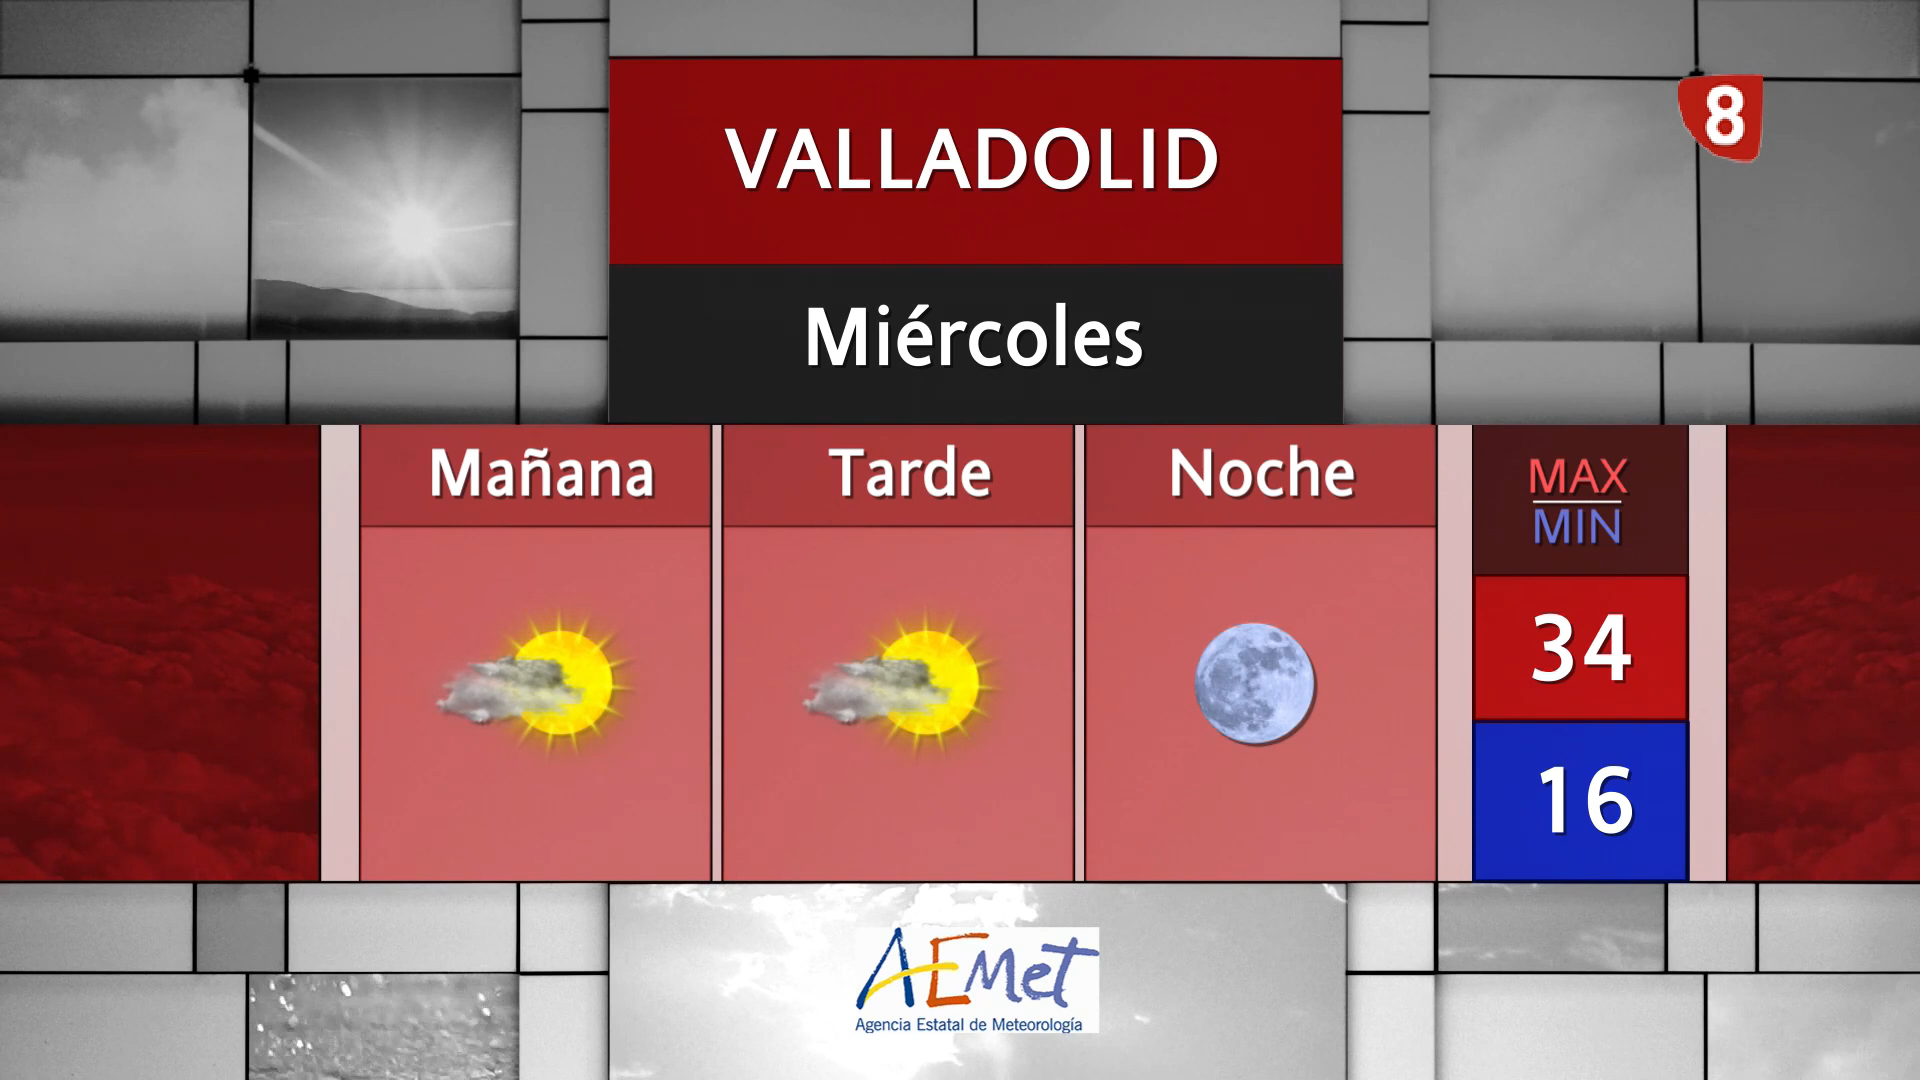 VALLADOLID
8
Miércoles
Mañana
Tarde
Noche
MAX
MIN
34
16
AEMet
Agencia Estatal de Meteorología